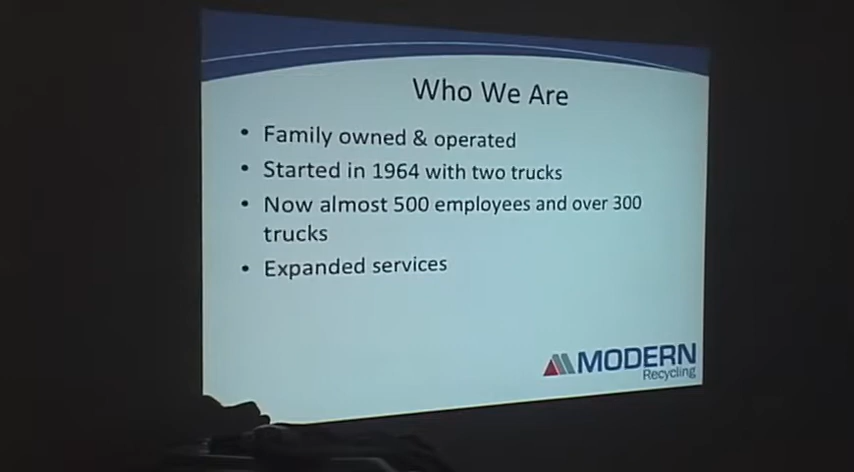 Who We Are
• Family owned & operated
• Started in 1964 with two trucks
• Now almost 500 employees and over 300
trucks
• Expanded services
MODERN
Recycling